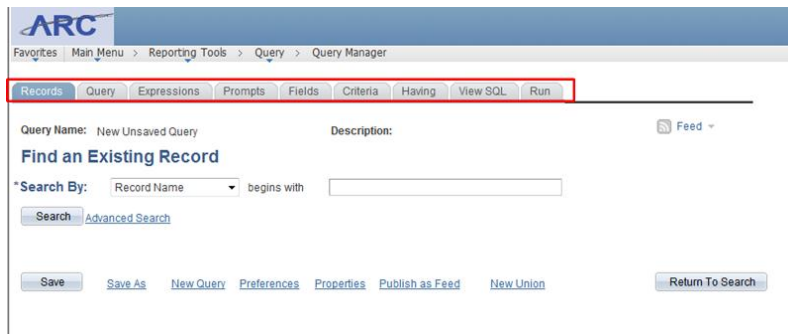 ARC
Favorites Main Menu > Reporting Tools > Query > Query Manager
Records Query Expressions Prompts Fields Criteria Having View SQL Run
Query Name: New Unsaved Query Description: Feed
Find an Existing Record
*Search By: Record Name begins with
Search Advanced Search
Save Save As New Query Preferences Properties Publish as Feed New Union Return To Search